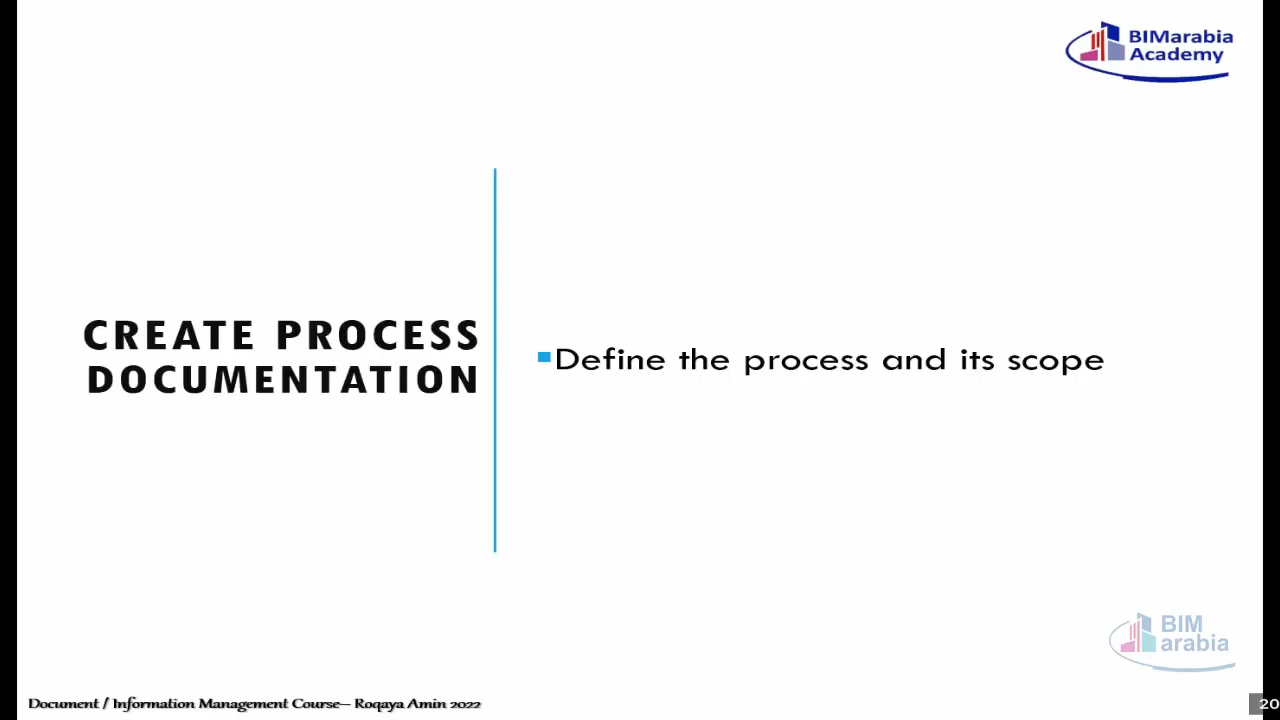 BIMarabia
Academy
CREATE PROCESS
DOCUMENTATION
▪Define the process and its scope
BIM
arabia
Document / Information Management Course– Roqaya Amin 2022
20